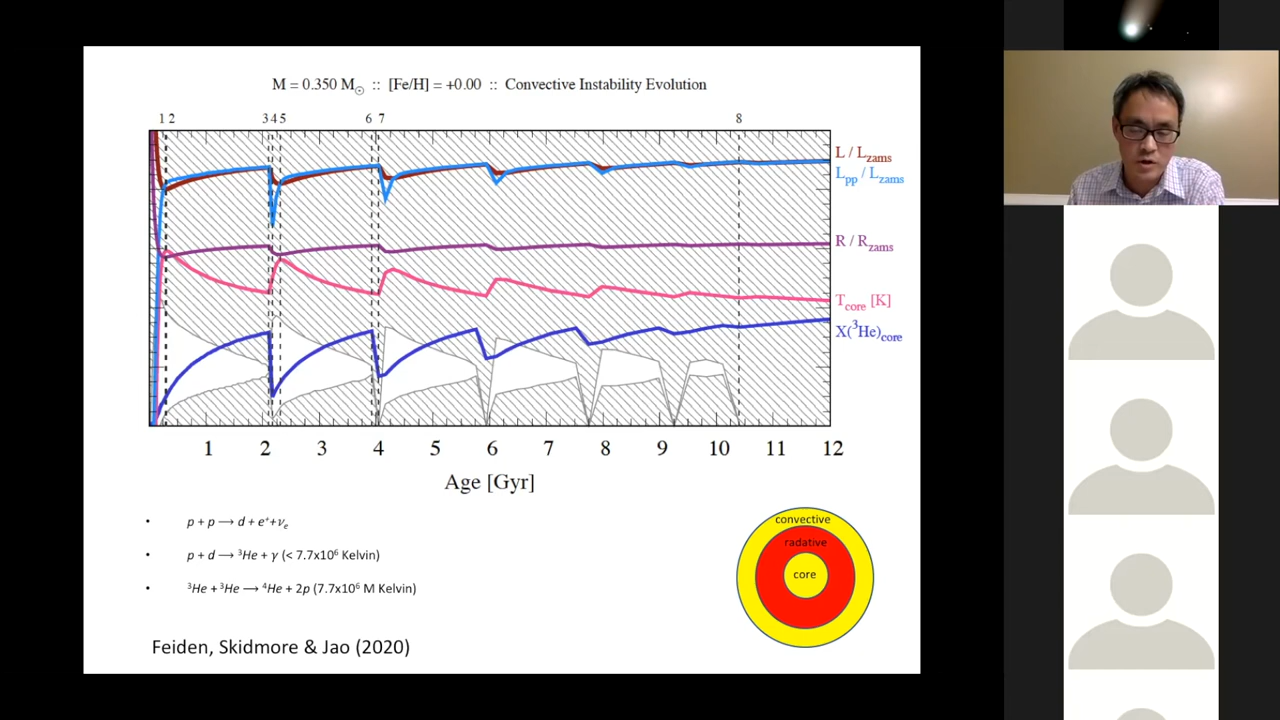 M = 0.350 M☉ :: [Fe/H] = +0.00 :: Convective Instability Evolution
1 2 3 4 5 6 7 8
L / Lzams
Lpp / Lzams
R / Rzams
Tcore [K]
X(³He)core
1 2 3 4 5 6 7 8 9 10 11 12
Age [Gyr]
• p + p ⟶ d + e⁺+νe
• p + d ⟶ ³He + γ (< 7.7x10⁶ Kelvin)
• ³He + ³He ⟶ ⁴He + 2p (7.7x10⁶ M Kelvin)
convective
radative
core
Feiden, Skidmore & Jao (2020)